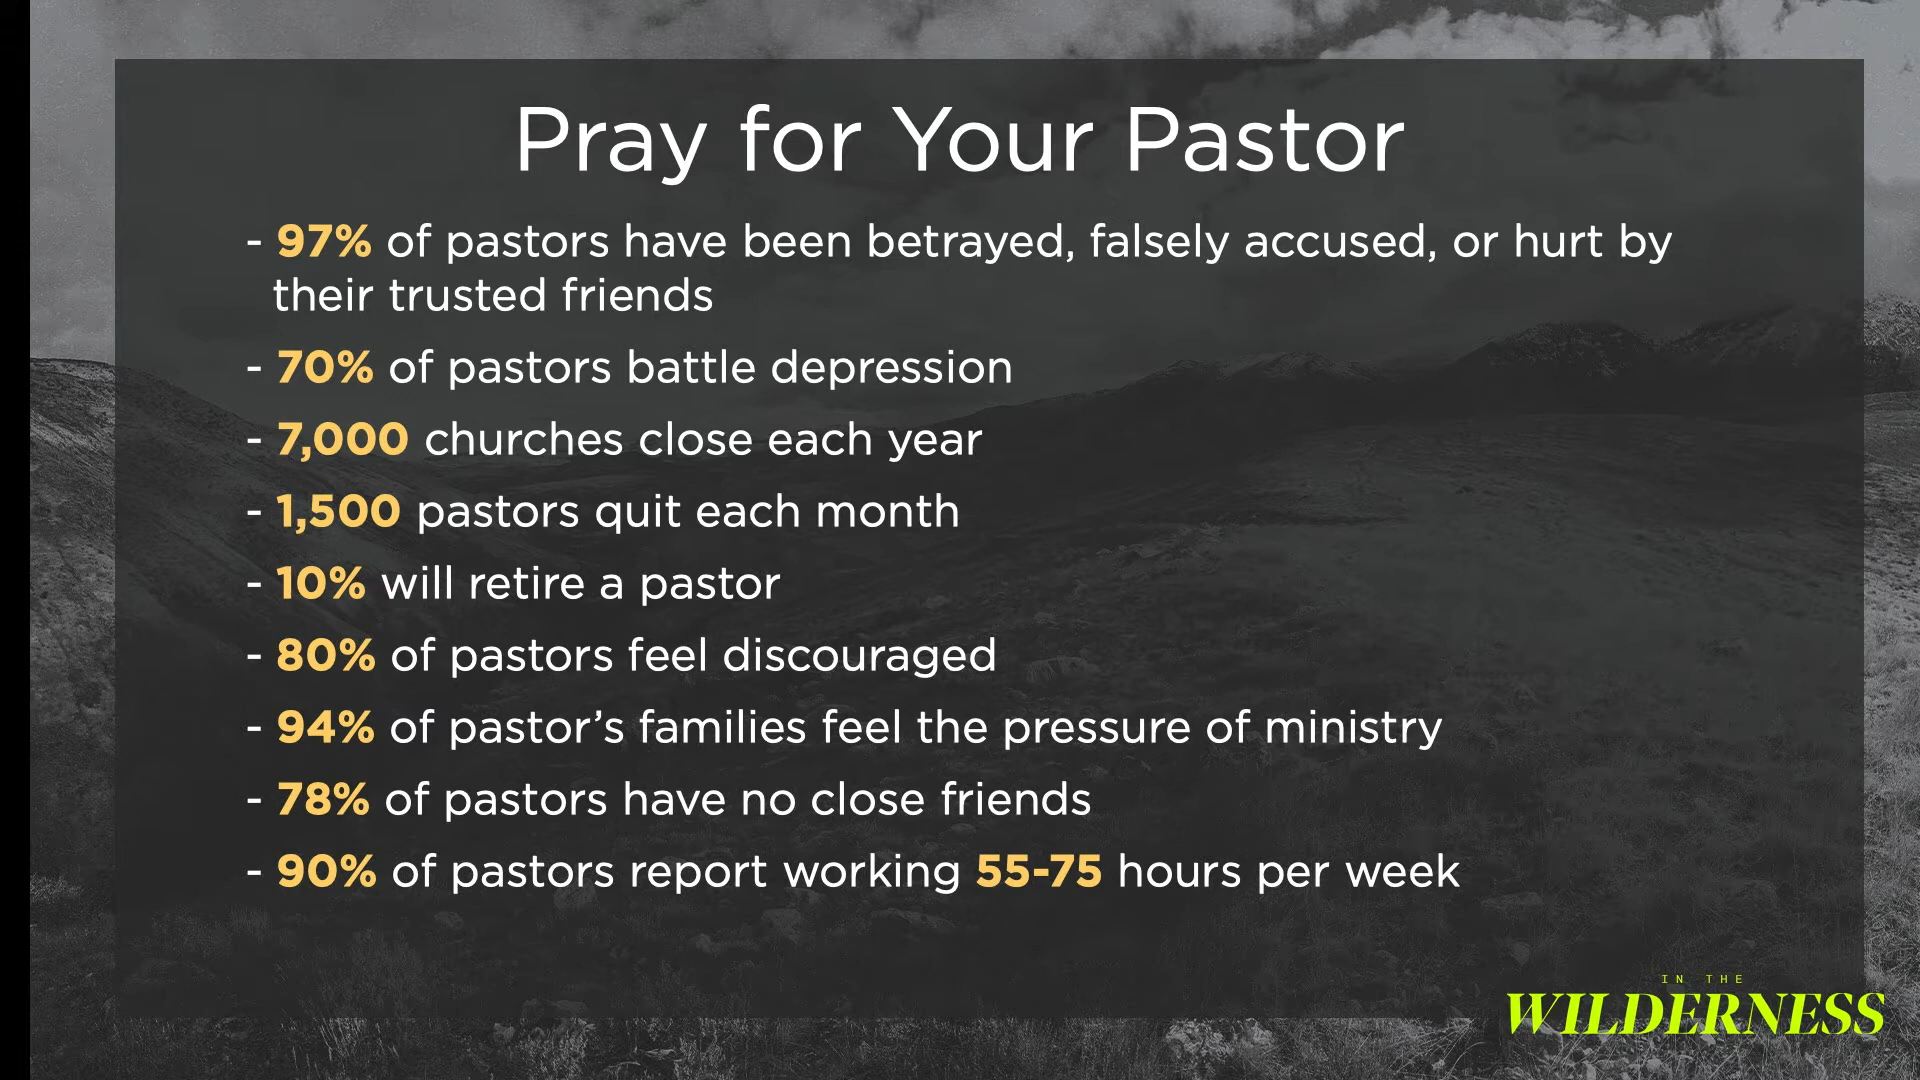 Pray for Your Pastor
- 97% of pastors have been betrayed, falsely accused, or hurt by
their trusted friends
- 70% of pastors battle depression
- 7,000 churches close each year
- 1,500 pastors quit each month
- 10% will retire a pastor
- 80% of pastors feel discouraged
- 94% of pastor’s families feel the pressure of ministry
- 78% of pastors have no close friends
- 90% of pastors report working 55-75 hours per week
IN THE
WILDERNESS